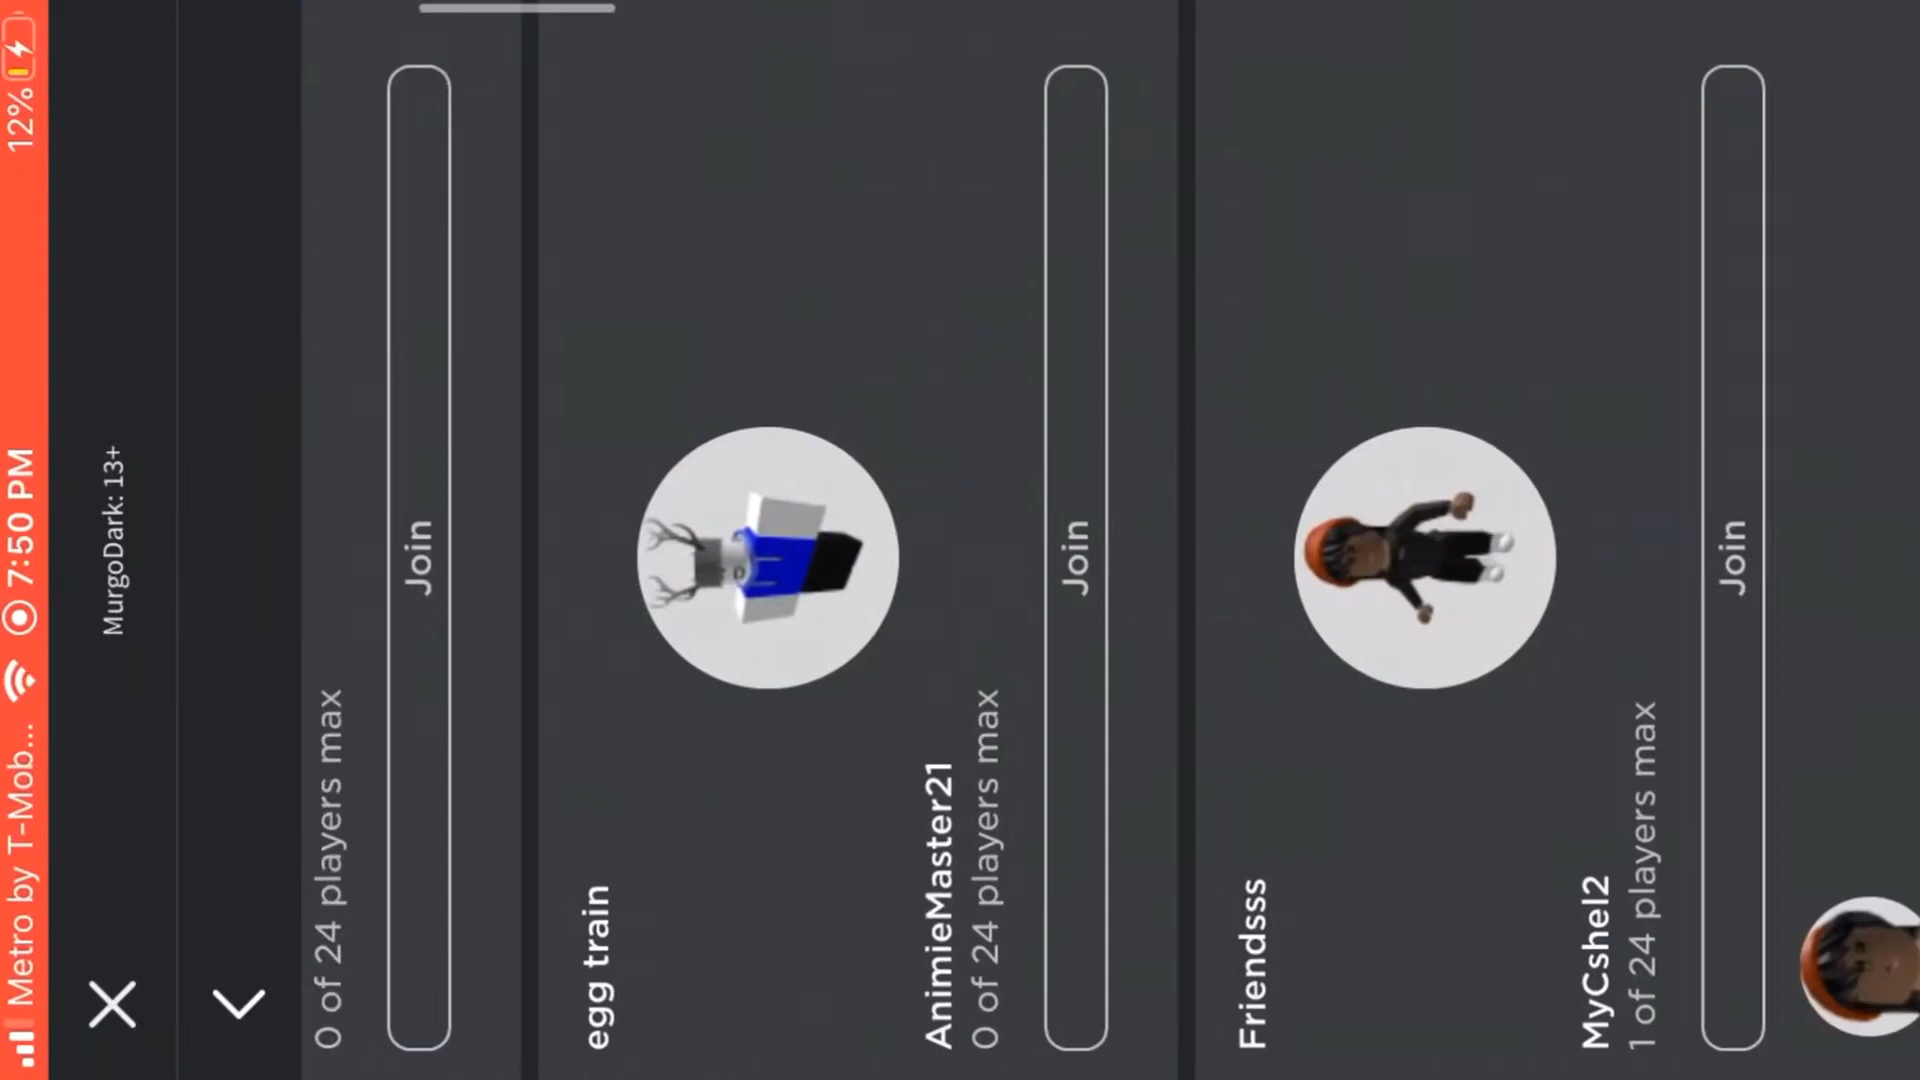 Metro by T-Mob... 7:50 PM 12%
MurgoDark: 13+
0 of 24 players max
Join
egg train
AnimieMaster21
0 of 24 players max
Join
Friendsss
MyCshel2
1 of 24 players max
Join